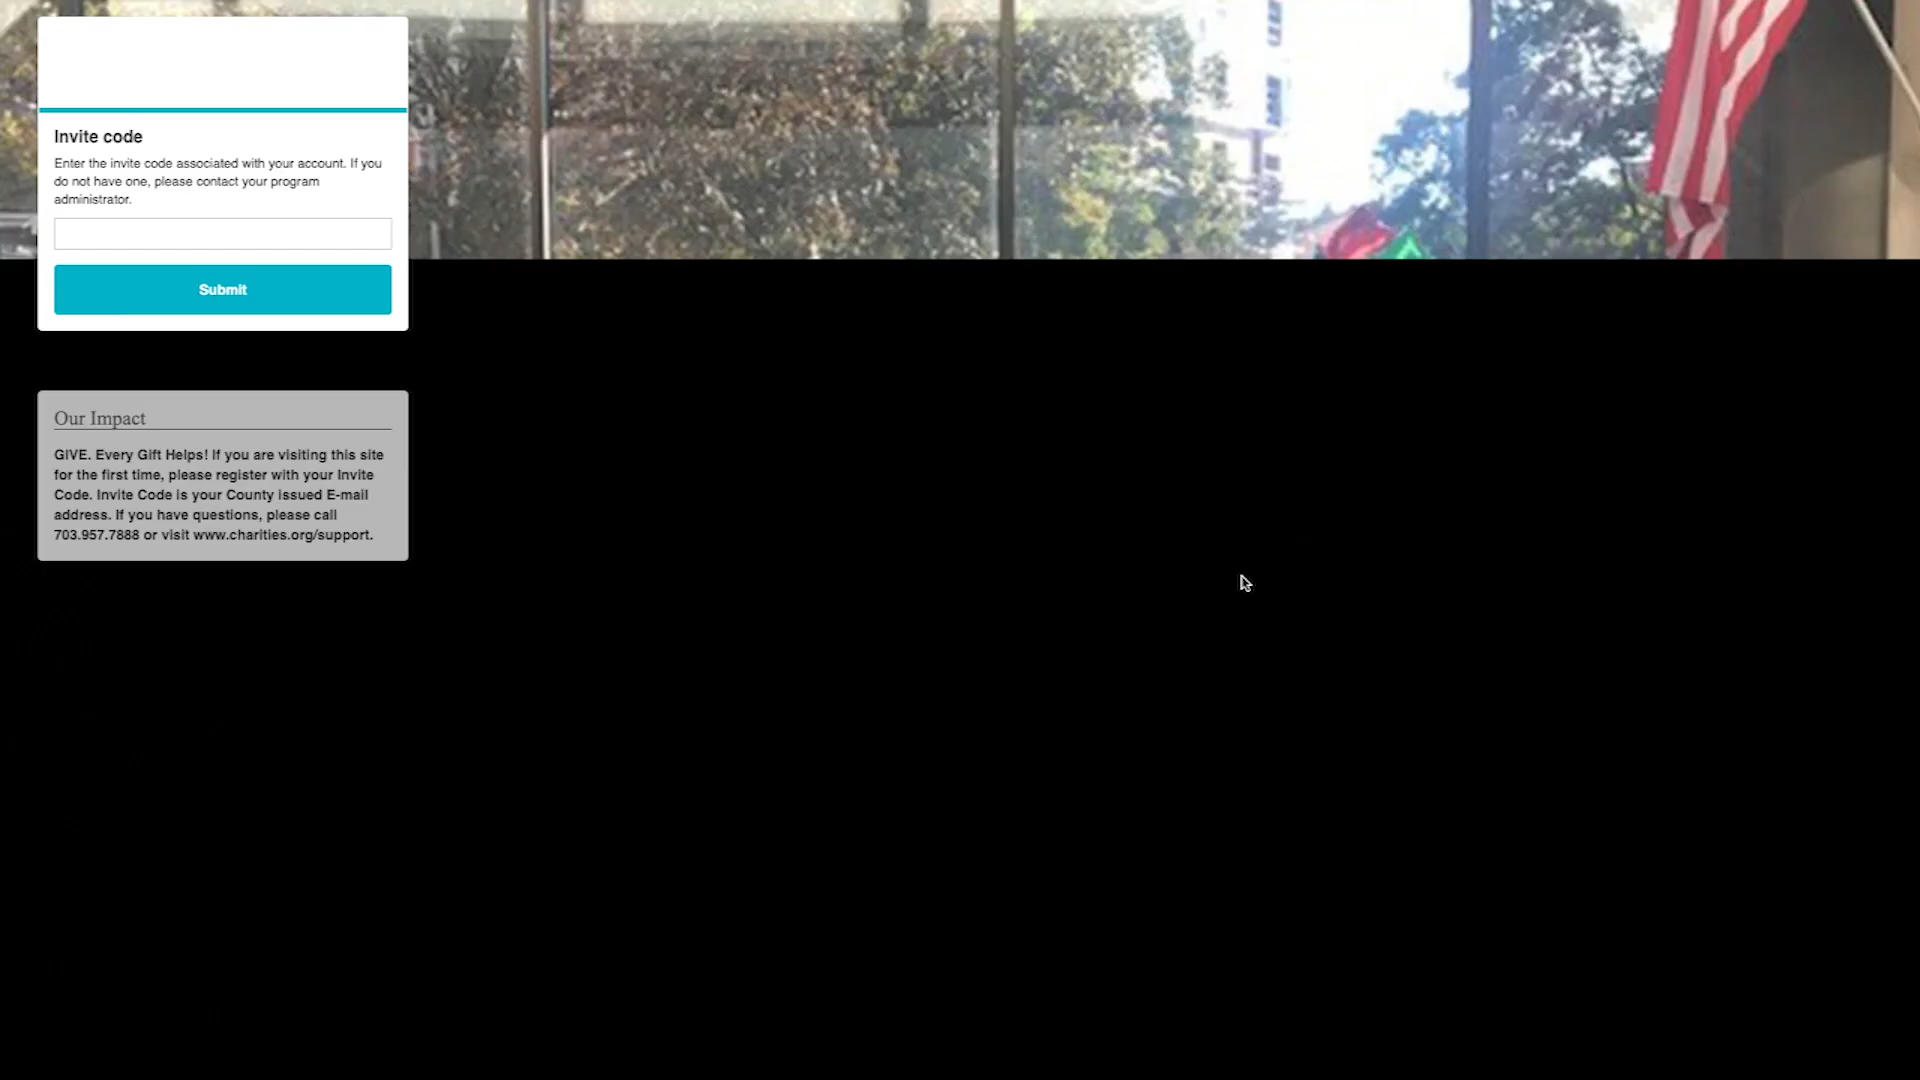 Invite code
Enter the invite code associated with your account. If you
do not have one, please contact your program
administrator.
Submit
Our Impact
GIVE. Every Gift Helps! If you are visiting this site
for the first time, please register with your Invite
Code. Invite Code is your County issued E-mail
address. If you have questions, please call
703.957.7888 or visit www.charities.org/support.